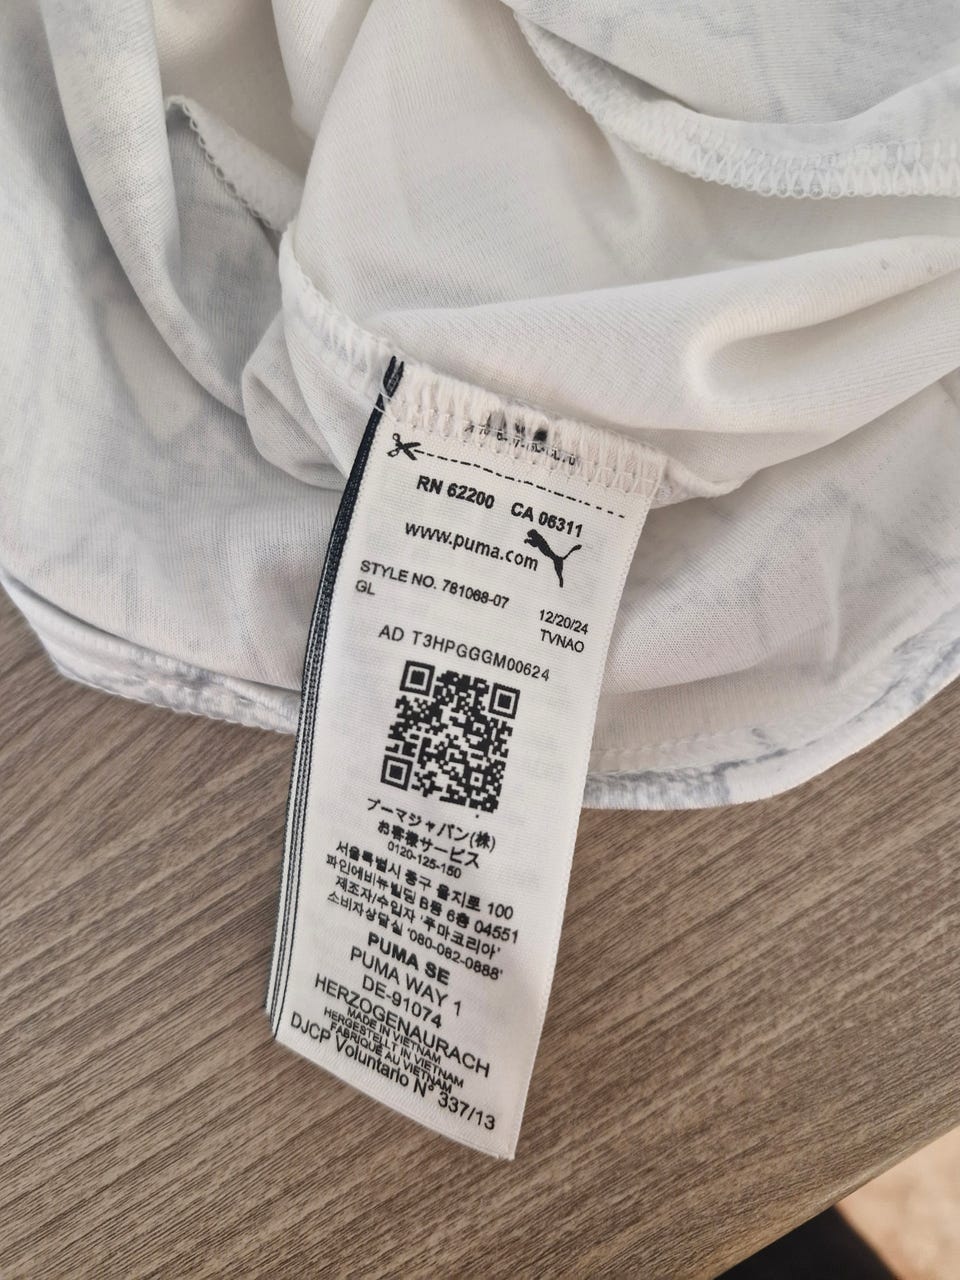 RN 62200 CA 06311
www.puma.com
STYLE NO. 781068-07
GL
12/20/24
TVNAO
AD T3HPGGGM00624
プーマジャパン(株)
お客様サービス
0120-125-150
서울특별시 중구 을지로 100
파인에비뉴빌딩 B동 6층 04551
제조자/수입자 '푸마코리아'
소비자상담실 '080-082-0888'
PUMA SE
PUMA WAY 1
DE-91074
HERZOGENAURACH
MADE IN VIETNAM
HERGESTELLT IN VIETNAM
FABRIQUÉ AU VIETNAM
DJCP Voluntario N° 337/13